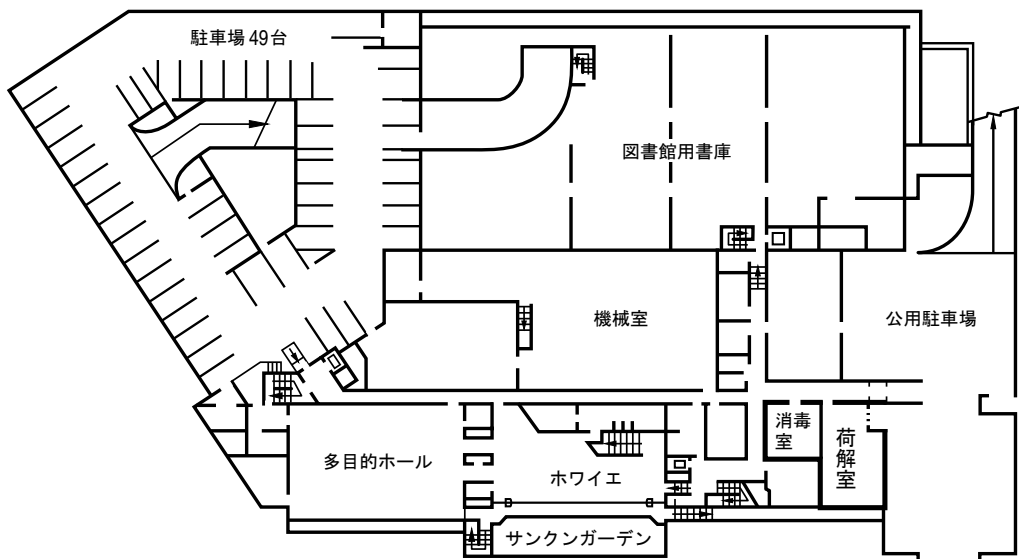 駐車場 49台
図書館用書庫
機械室
公用駐車場
消毒
室
荷
解
室
多目的ホール
ホワイエ
サンクンガーデン